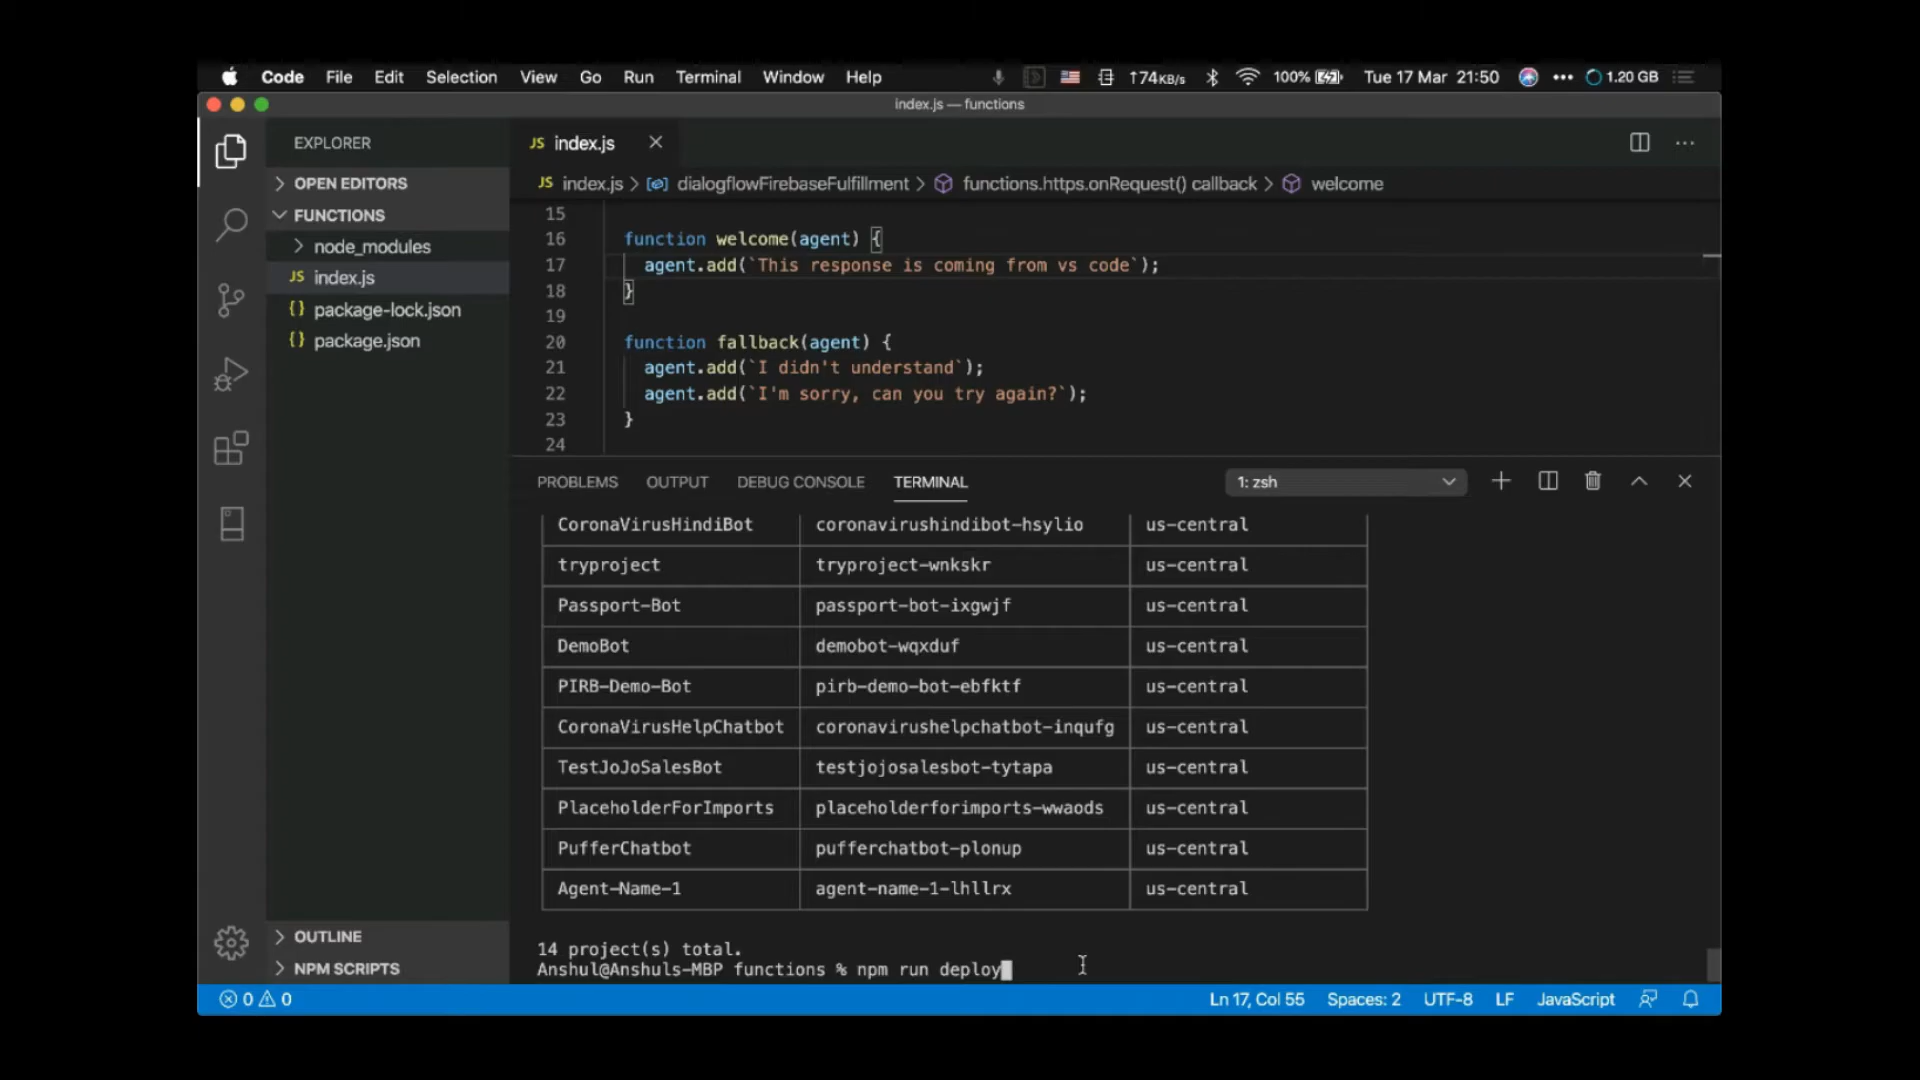 Code File Edit Selection View Go Run Terminal Window Help ↑74KB/s 100% Tue 17 Mar 21:50 ••• 1.20 GB
index.js — functions
EXPLORER
OPEN EDITORS
FUNCTIONS
node_modules
JS index.js
{} package-lock.json
{} package.json
OUTLINE
NPM SCRIPTS
JS index.js
JS index.js > dialogflowFirebaseFulfillment > functions.https.onRequest() callback > welcome
15
16 function welcome(agent) {
17 agent.add(`This response is coming from vs code`);
18 }
19
20 function fallback(agent) {
21 agent.add(`I didn't understand`);
22 agent.add(`I'm sorry, can you try again?`);
23 }
24
PROBLEMS OUTPUT DEBUG CONSOLE TERMINAL 1: zsh
CoronaVirusHindiBot coronavirushindibot-hsylio us-central
tryproject tryproject-wnkskr us-central
Passport-Bot passport-bot-ixgwjf us-central
DemoBot demobot-wqxduf us-central
PIRB-Demo-Bot pirb-demo-bot-ebfktf us-central
CoronaVirusHelpChatbot coronavirushelpchatbot-inqufg us-central
TestJoJoSalesBot testjojosalesbot-tytapa us-central
PlaceholderForImports placeholderforimports-wwaods us-central
PufferChatbot pufferchatbot-plonup us-central
Agent-Name-1 agent-name-1-lhllrx us-central
14 project(s) total.
Anshul@Anshuls-MBP functions % npm run deploy
0 0 Ln 17, Col 55 Spaces: 2 UTF-8 LF JavaScript